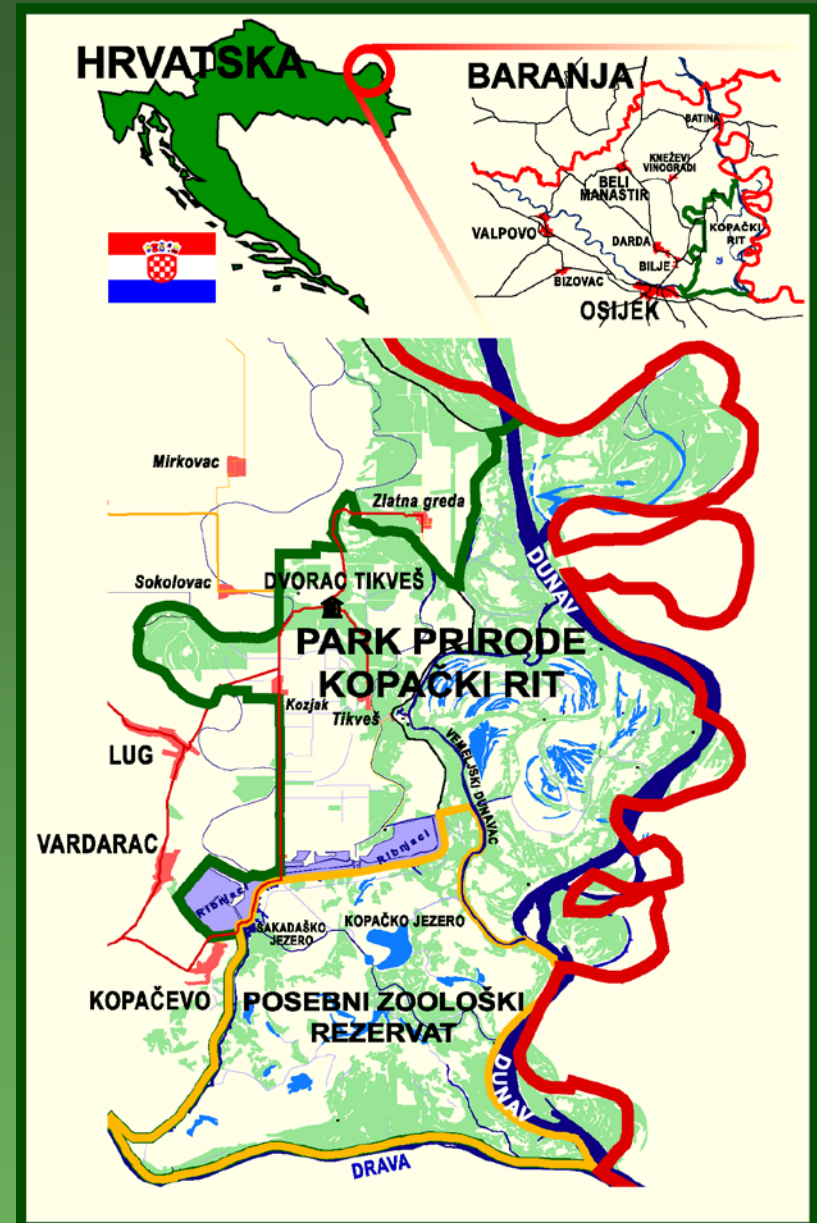 HRVATSKA
BARANJA
BATINA
KNEŽEVI
VINOGRADI
BELI
MANASTIR
VALPOVO
KOPAČKI
RIT
DARDA
BILJE
BIZOVAC
OSIJEK
Mirkovac
Zlatna greda
DUNAV
Sokolovac
DVORAC TIKVEŠ
PARK PRIRODE
KOPAČKI RIT
Kozjak
Tikveš
VEMELJSKI DUNAVAC
LUG
VARDARAC
Ribnjaci
Ribnjaci
SAKADAŠKO
JEZERO
KOPAČKO JEZERO
KOPAČEVO
POSEBNI ZOOLOŠKI
REZERVAT
DUNAV
DRAVA